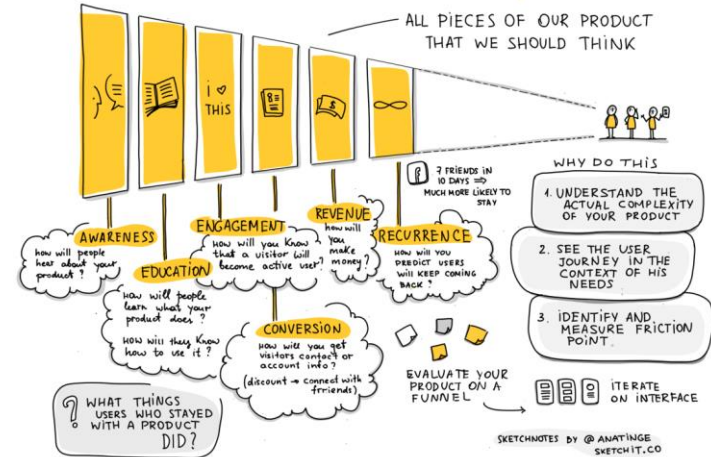 ALL PIECES OF OUR PRODUCT
THAT WE SHOULD THINK
i ♥
THIS
8
$
AWARENESS
how will people
hear about your
product ?
EDUCATION
How will people
learn what your
product does ?
How will they know
how to use it ?
ENGAGEMENT
How will you know
that a visitor will
become active user?
CONVERSION
How will you get
visitors contact or
account info ?
(discount → connect with
frriends)
REVENUE
how will
you
make
money?
RECURRENCE
How will you
predict users
will keep coming
back ?
7 FRIENDS IN
10 DAYS ⇒
MUCH MORE LIKELY TO
STAY
WHY DO THIS
1. UNDERSTAND THE
ACTUAL COMPLEXITY
OF YOUR PRODUCT
2. SEE THE USER
JOURNEY IN THE
CONTEXT OF HIS
NEEDS
3. IDENTIFY AND
MEASURE FRICTION
POINT.
EVALUATE YOUR
PRODUCT ON A
FUNNEL
ITERATE
ON INTERFACE
? WHAT THINGS
USERS WHO STAYED
WITH A PRODUCT
DID?
SKETCHNOTES BY @ ANATINGE
SKETCHIT.CO